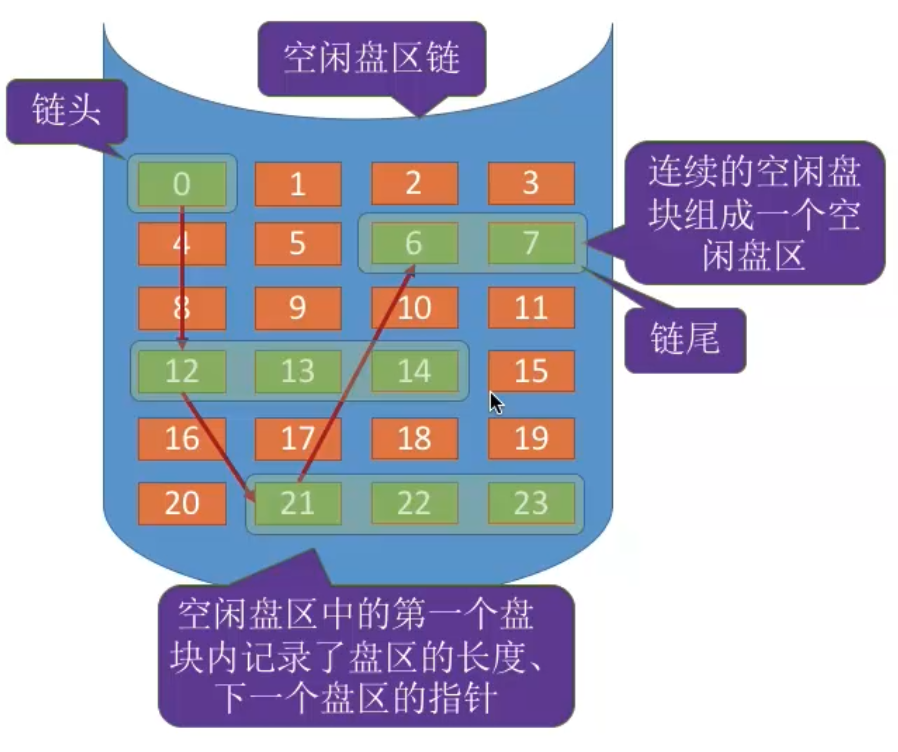 空闲盘区链
链头
0 1 2 3
连续的空闲盘
块组成一个空
闲盘区
4 5 6 7
8 9 10 11
链尾
12 13 14 15
16 17 18 19
20 21 22 23
空闲盘区中的第一个盘
块内记录了盘区的长度、
下一个盘区的指针